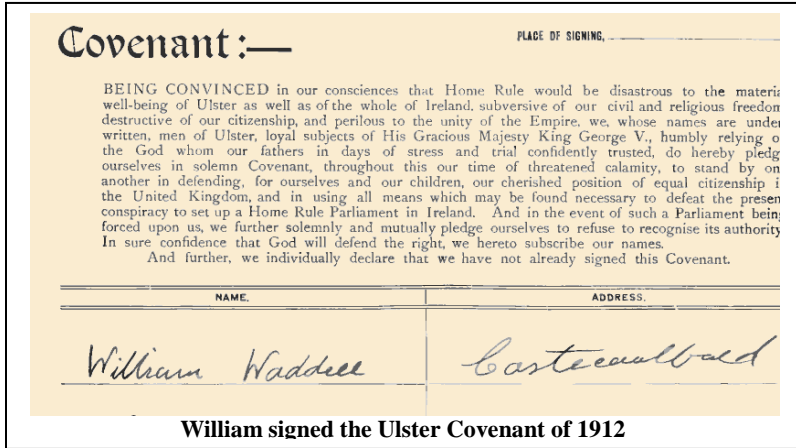 Covenant:—
PLACE OF SIGNING,
BEING CONVINCED in our consciences that Home Rule would be disastrous to the materia
well-being of Ulster as well as of the whole of Ireland, subversive of our civil and religious freedom
destructive of our citizenship, and perilous to the unity of the Empire, we, whose names are under
written, men of Ulster, loyal subjects of His Gracious Majesty King George V., humbly relying o
the God whom our fathers in days of stress and trial confidently trusted, do hereby pledg
ourselves in solemn Covenant, throughout this our time of threatened calamity, to stand by on
another in defending, for ourselves and our children, our cherished position of equal citizenship i
the United Kingdom, and in using all means which may be found necessary to defeat the presen
conspiracy to set up a Home Rule Parliament in Ireland. And in the event of such a Parliament bein
forced upon us, we further solemnly and mutually pledge ourselves to refuse to recognise its authority
In sure confidence that God will defend the right, we hereto subscribe our names.
And further, we individually declare that we have not already signed this Covenant.
NAME. ADDRESS.
William Waddell
William signed the Ulster Covenant of 1912